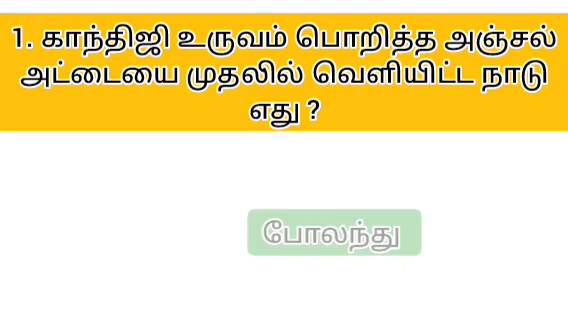 1. காந்திஜி உருவம் பொறித்த அஞ்சல்
அட்டையை முதலில் வெளியிட்ட நாடு
எது ?
போலந்து